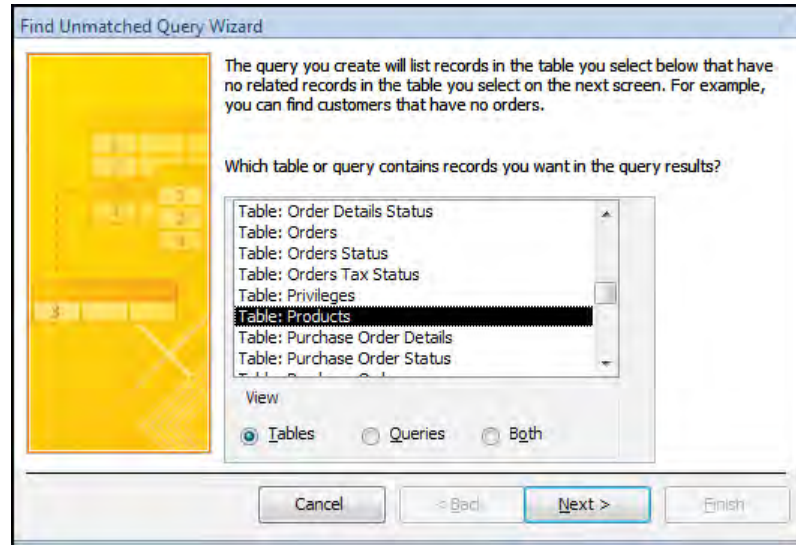 Find Unmatched Query Wizard
The query you create will list records in the table you select below that have
no related records in the table you select on the next screen. For example,
you can find customers that have no orders.
Which table or query contains records you want in the query results?
Table: Order Details Status
Table: Orders
Table: Orders Status
Table: Orders Tax Status
Table: Privileges
Table: Products
Table: Purchase Order Details
Table: Purchase Order Status
View
Tables Queries Both
Cancel < Back Next > Finish